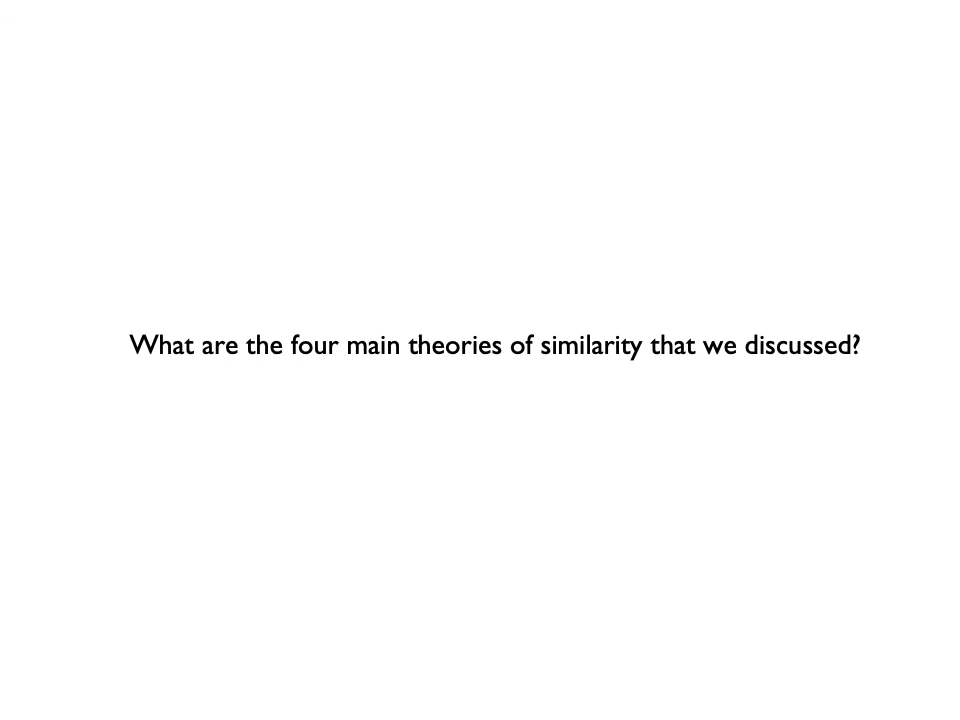 What are the four main theories of similarity that we discussed?